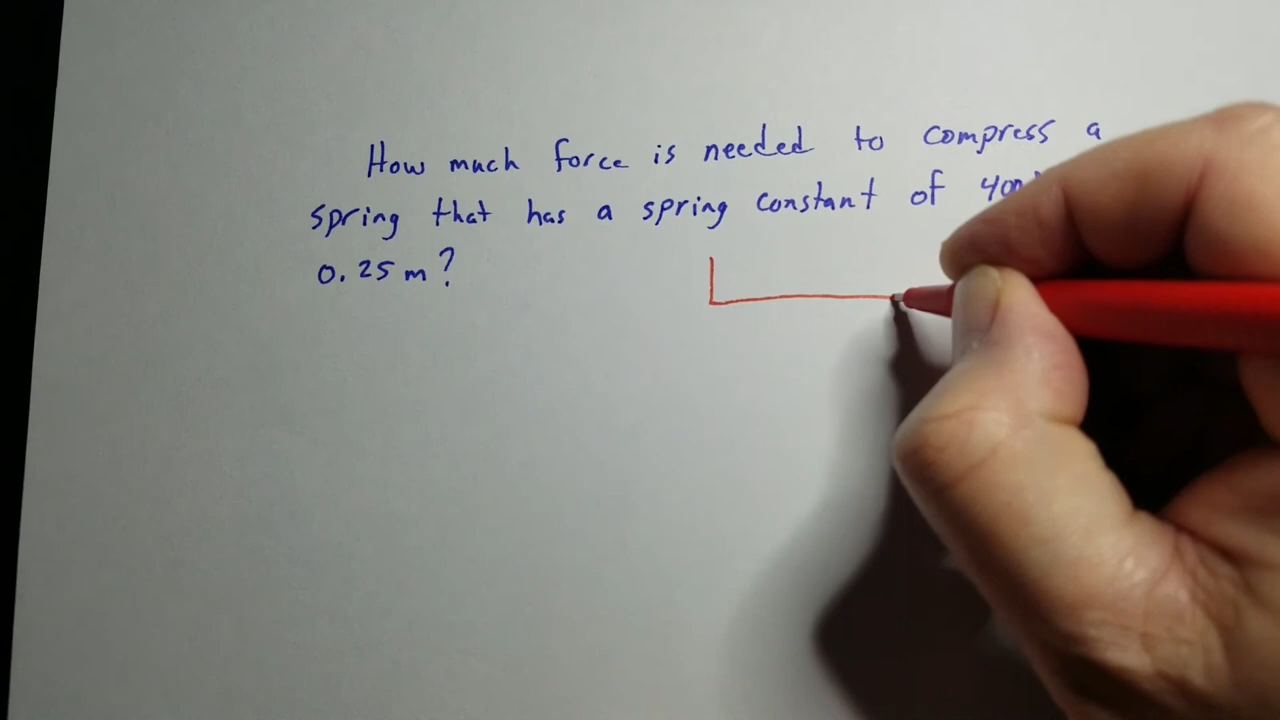 How much force is needed to compress a
spring that has a spring constant of
0.25 m?